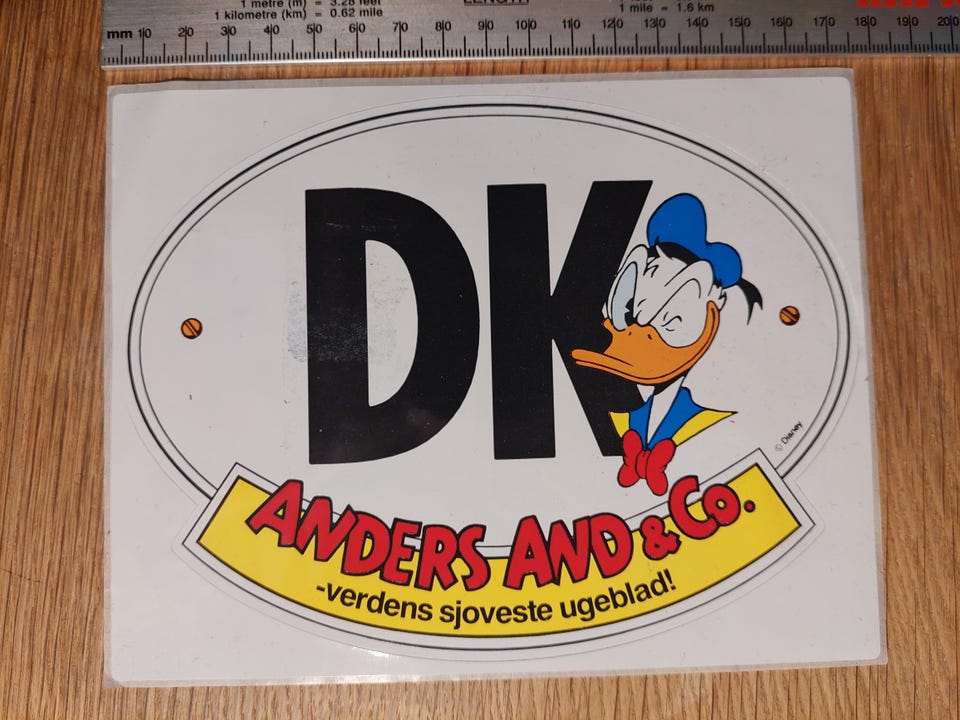 1 metre (m) = 3.28 feet
1 kilometre (km) = 0.62 mile
LENGTH
1 mile = 1.6 km
mm 10 20 30 40 50 60 70 80 90 100 110 120 130 140 150 160 170 180 190 200
DK
© Disney
ANDERS AND & Co.
-verdens sjoveste ugeblad!